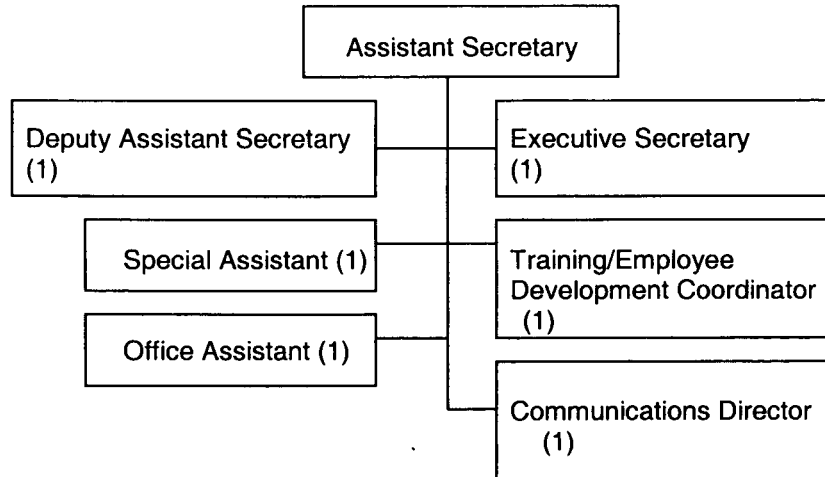 Assistant Secretary
Deputy Assistant Secretary
(1)
Executive Secretary
(1)
Special Assistant (1)
Training/Employee
Development Coordinator
(1)
Office Assistant (1)
Communications Director
(1)